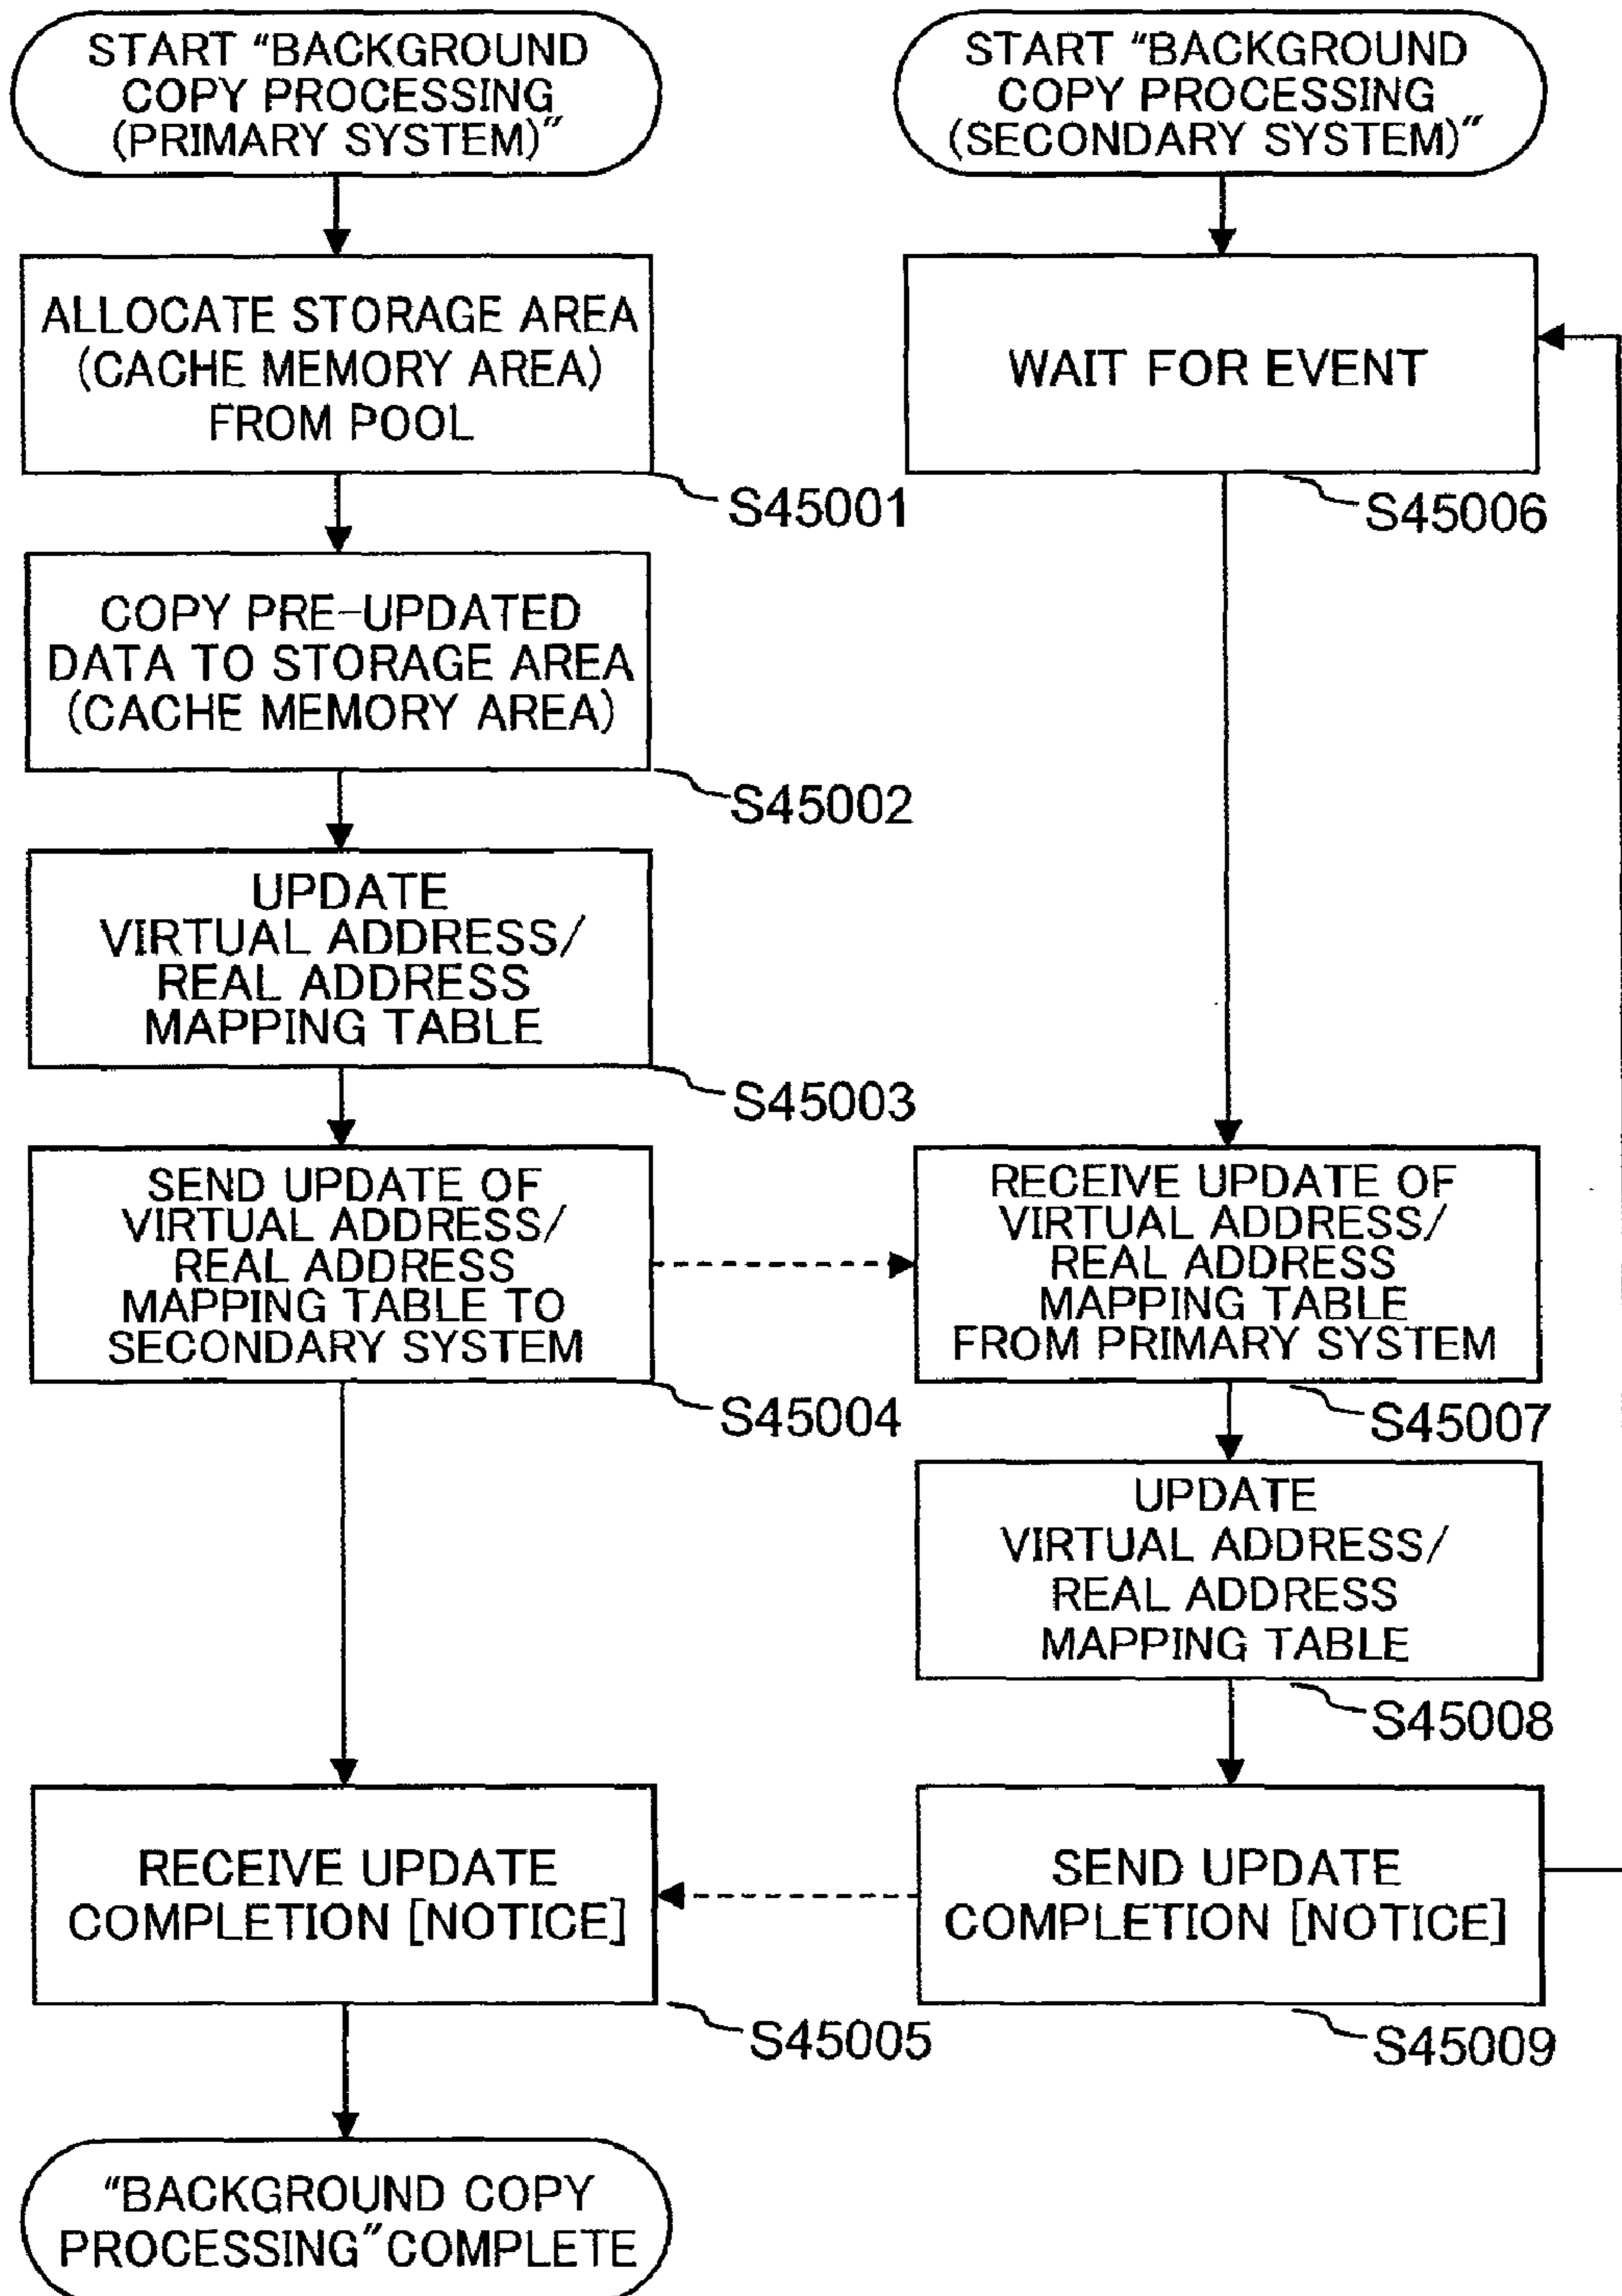 START “BACKGROUND
COPY PROCESSING
(PRIMARY SYSTEM)”
ALLOCATE STORAGE AREA
(CACHE MEMORY AREA)
FROM POOL
S45001
COPY PRE-UPDATED
DATA TO STORAGE AREA
(CACHE MEMORY AREA)
S45002
UPDATE
VIRTUAL ADDRESS/
REAL ADDRESS
MAPPING TABLE
S45003
SEND UPDATE OF
VIRTUAL ADDRESS/
REAL ADDRESS
MAPPING TABLE TO
SECONDARY SYSTEM
S45004
RECEIVE UPDATE
COMPLETION [NOTICE]
S45005
“BACKGROUND COPY
PROCESSING” COMPLETE
START “BACKGROUND
COPY PROCESSING
(SECONDARY SYSTEM)”
WAIT FOR EVENT
S45006
RECEIVE UPDATE OF
VIRTUAL ADDRESS/
REAL ADDRESS
MAPPING TABLE
FROM PRIMARY SYSTEM
S45007
UPDATE
VIRTUAL ADDRESS/
REAL ADDRESS
MAPPING TABLE
S45008
SEND UPDATE
COMPLETION [NOTICE]
S45009